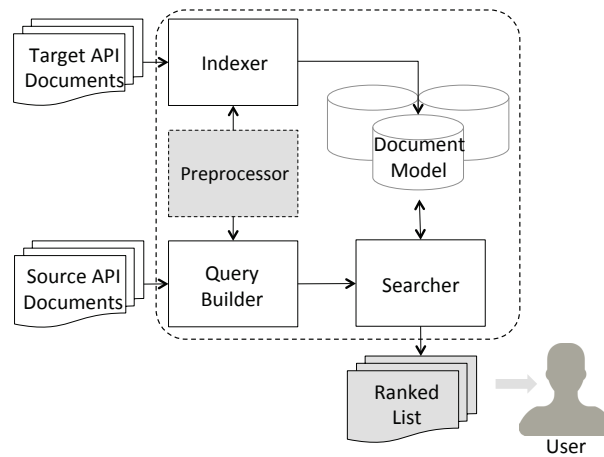 Target API
Documents
Indexer
Document
Model
Preprocessor
Source API
Documents
Query
Builder
Searcher
Ranked
List
User